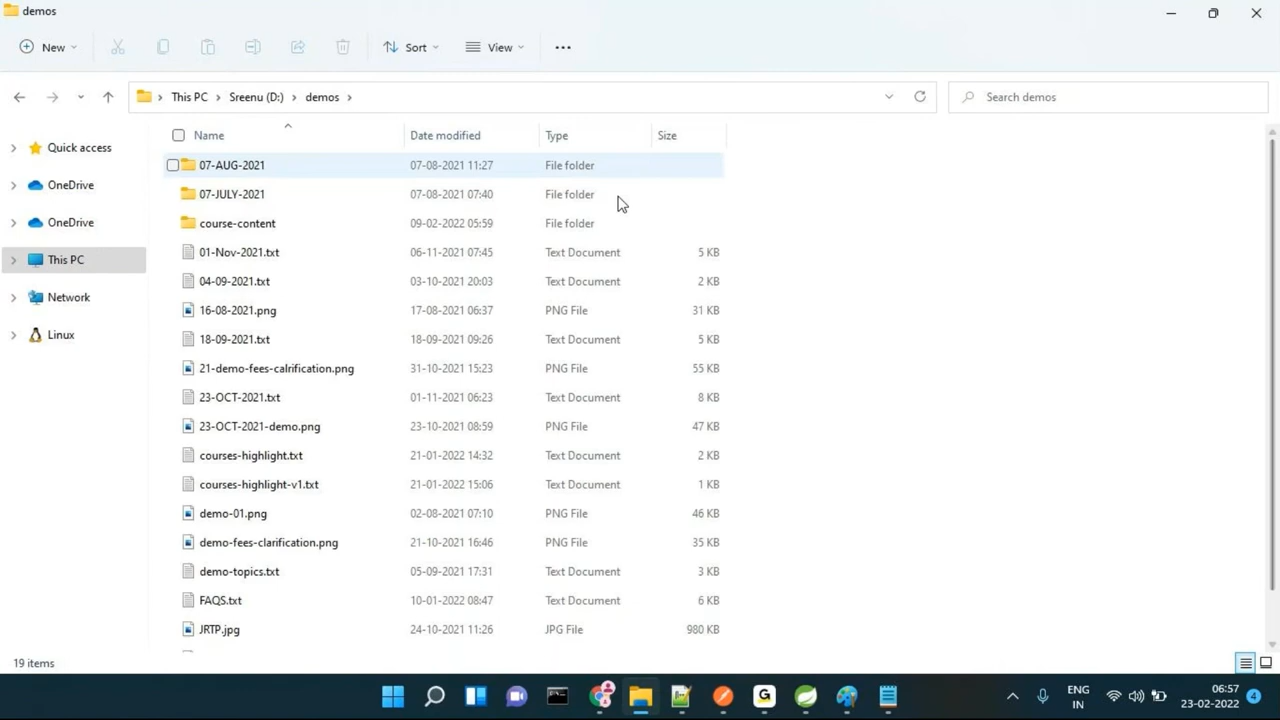 demos
New Sort View
This PC Sreenu (D:) demos Search demos
Name Date modified Type Size
Quick access
OneDrive
OneDrive
This PC
Network
Linux
07-AUG-2021 07-08-2021 11:27 File folder
07-JULY-2021 07-08-2021 07:40 File folder
course-content 09-02-2022 05:59 File folder
01-Nov-2021.txt 06-11-2021 07:45 Text Document 5 KB
04-09-2021.txt 03-10-2021 20:03 Text Document 2 KB
16-08-2021.png 17-08-2021 06:37 PNG File 31 KB
18-09-2021.txt 18-09-2021 09:26 Text Document 5 KB
21-demo-fees-calrification.png 31-10-2021 15:23 PNG File 55 KB
23-OCT-2021.txt 01-11-2021 06:23 Text Document 8 KB
23-OCT-2021-demo.png 23-10-2021 08:59 PNG File 47 KB
courses-highlight.txt 21-01-2022 14:32 Text Document 2 KB
courses-highlight-v1.txt 21-01-2022 15:06 Text Document 1 KB
demo-01.png 02-08-2021 07:10 PNG File 46 KB
demo-fees-clarification.png 21-10-2021 16:46 PNG File 35 KB
demo-topics.txt 05-09-2021 17:31 Text Document 3 KB
FAQS.txt 10-01-2022 08:47 Text Document 6 KB
JRTP.jpg 24-10-2021 11:26 JPG File 980 KB
19 items
ENG 06:57
IN 23-02-2022 4